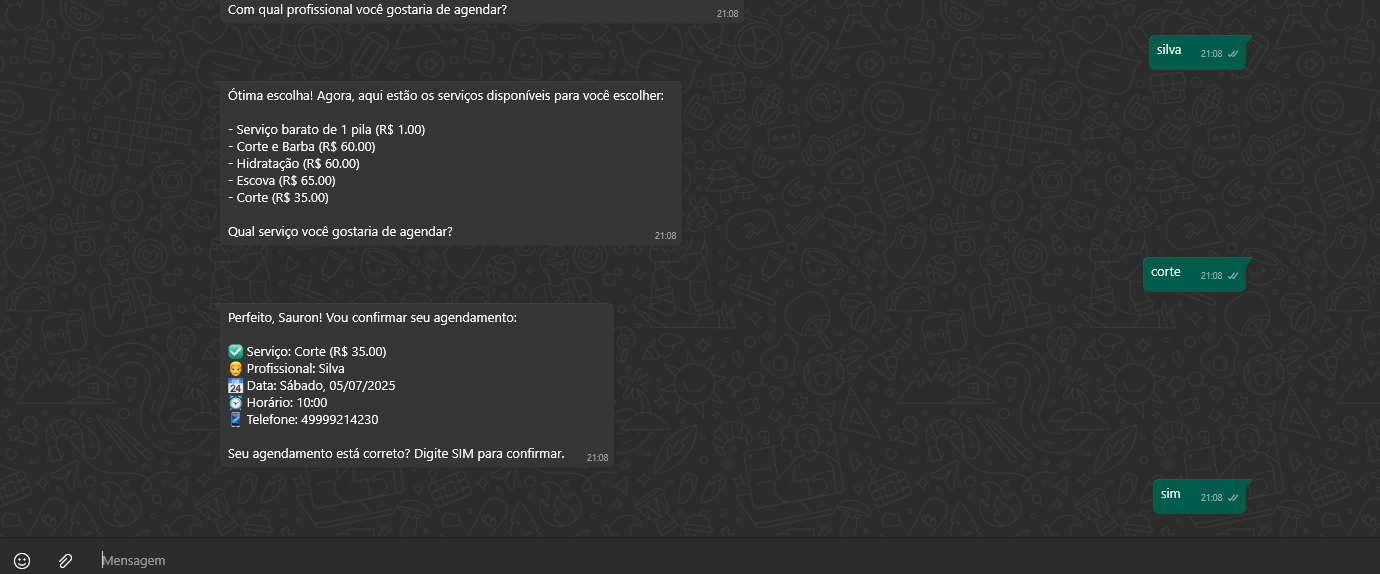 Com qual profissional você gostaria de agendar?
21:08
silva
21:08
Ótima escolha! Agora, aqui estão os serviços disponíveis para você escolher:
- Serviço barato de 1 pila (R$ 1.00)
- Corte e Barba (R$ 60.00)
- Hidratação (R$ 60.00)
- Escova (R$ 65.00)
- Corte (R$ 35.00)
Qual serviço você gostaria de agendar?
21:08
corte
21:08
Perfeito, Sauron! Vou confirmar seu agendamento:
✅ Serviço: Corte (R$ 35.00)
Profissional: Silva
Data: Sábado, 05/07/2025
⏰ Horário: 10:00
📱 Telefone: 49999214230
Seu agendamento está correto? Digite SIM para confirmar.
21:08
sim
21:08
Mensagem